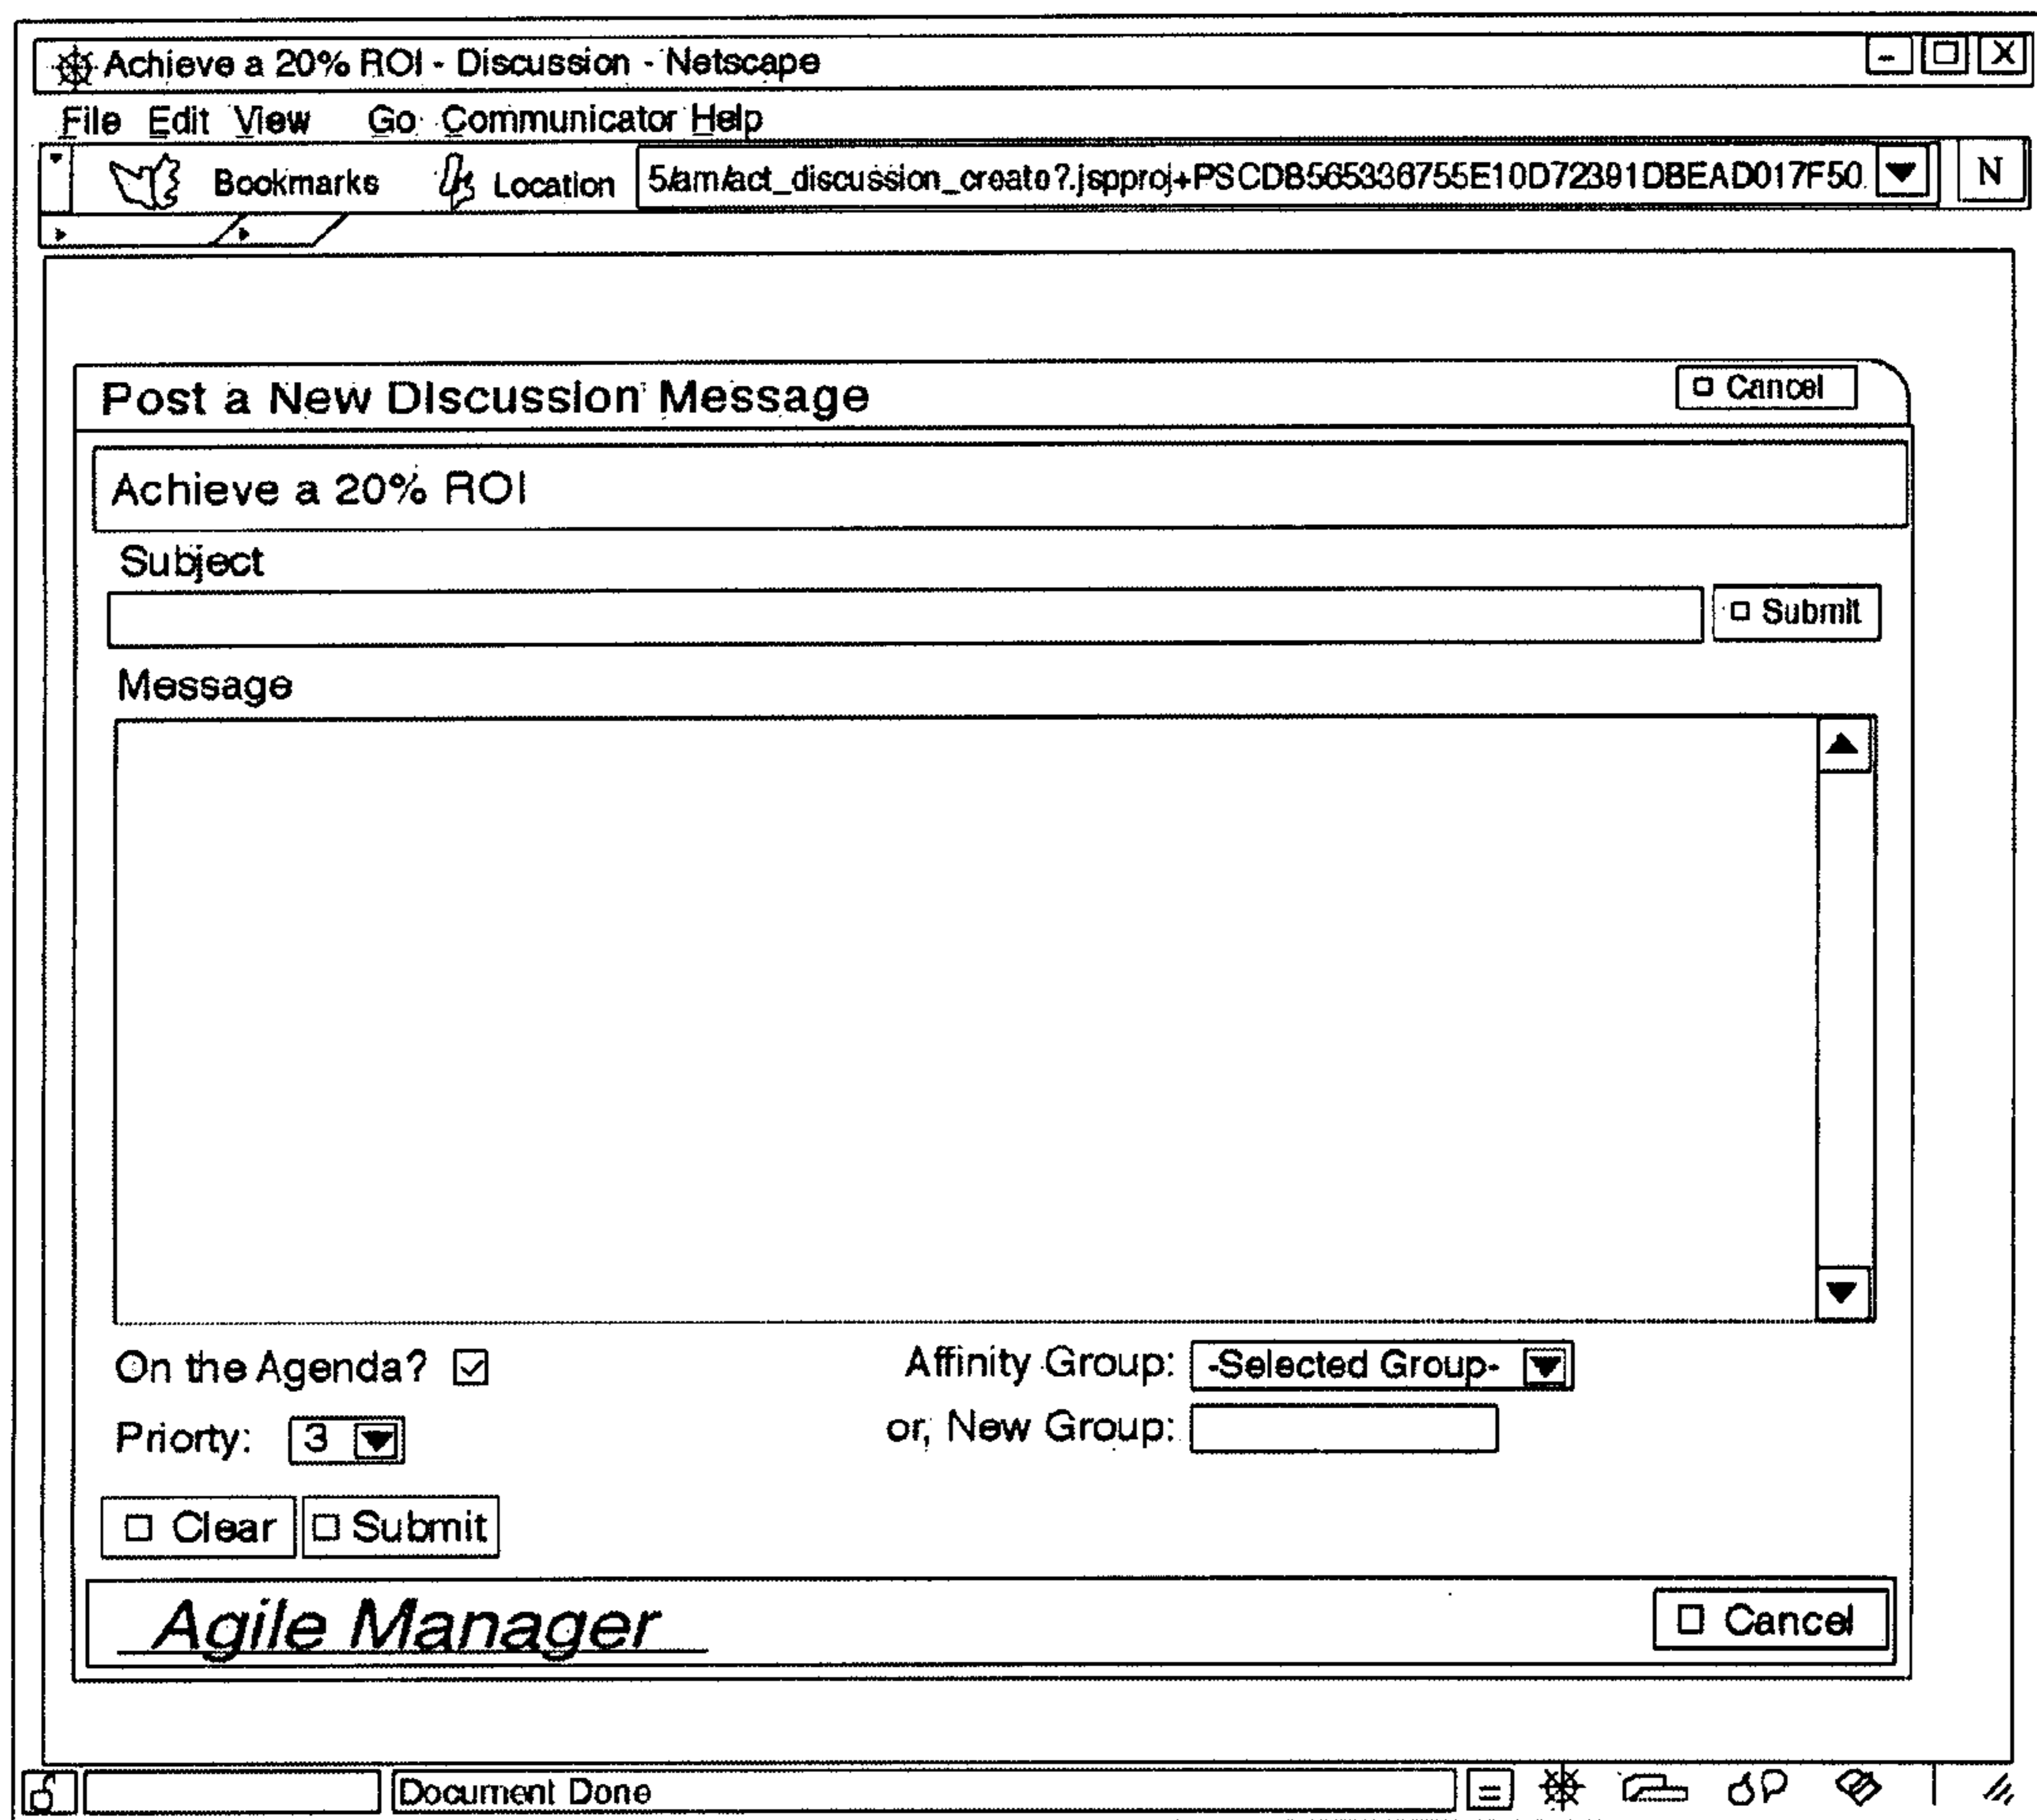 Achieve a 20% ROI - Discussion - Netscape
File Edit View Go Communicator Help
Bookmarks Location 5/am/act_discussion_create?.jspproj+PSCDB565336755E10D72391DBEAD017F50 N
Post a New Discussion Message Cancel
Achieve a 20% ROI
Subject
Submit
Message
On the Agenda? Affinity Group: -Selected Group-
Priorty: 3 or, New Group:
Clear Submit
Agile Manager Cancel
Document Done